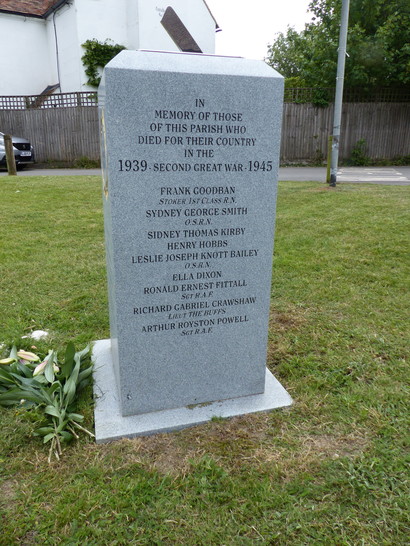 IN
MEMORY OF THOSE
OF THIS PARISH WHO
DIED FOR THEIR COUNTRY
IN THE
1939 · SECOND GREAT WAR · 1945
FRANK GOODBAN
STOKER 1ST CLASS R.N.
SYDNEY GEORGE SMITH
O.S.R.N.
SIDNEY THOMAS KIRBY
HENRY HOBBS
LESLIE JOSEPH KNOTT BAILEY
O.S.R.N.
ELLA DIXON
RONALD ERNEST FITTALL
SGT R.A.F.
RICHARD GABRIEL CRAWSHAW
LIEUT THE BUFFS
ARTHUR ROYSTON POWELL
SGT R.A.F.